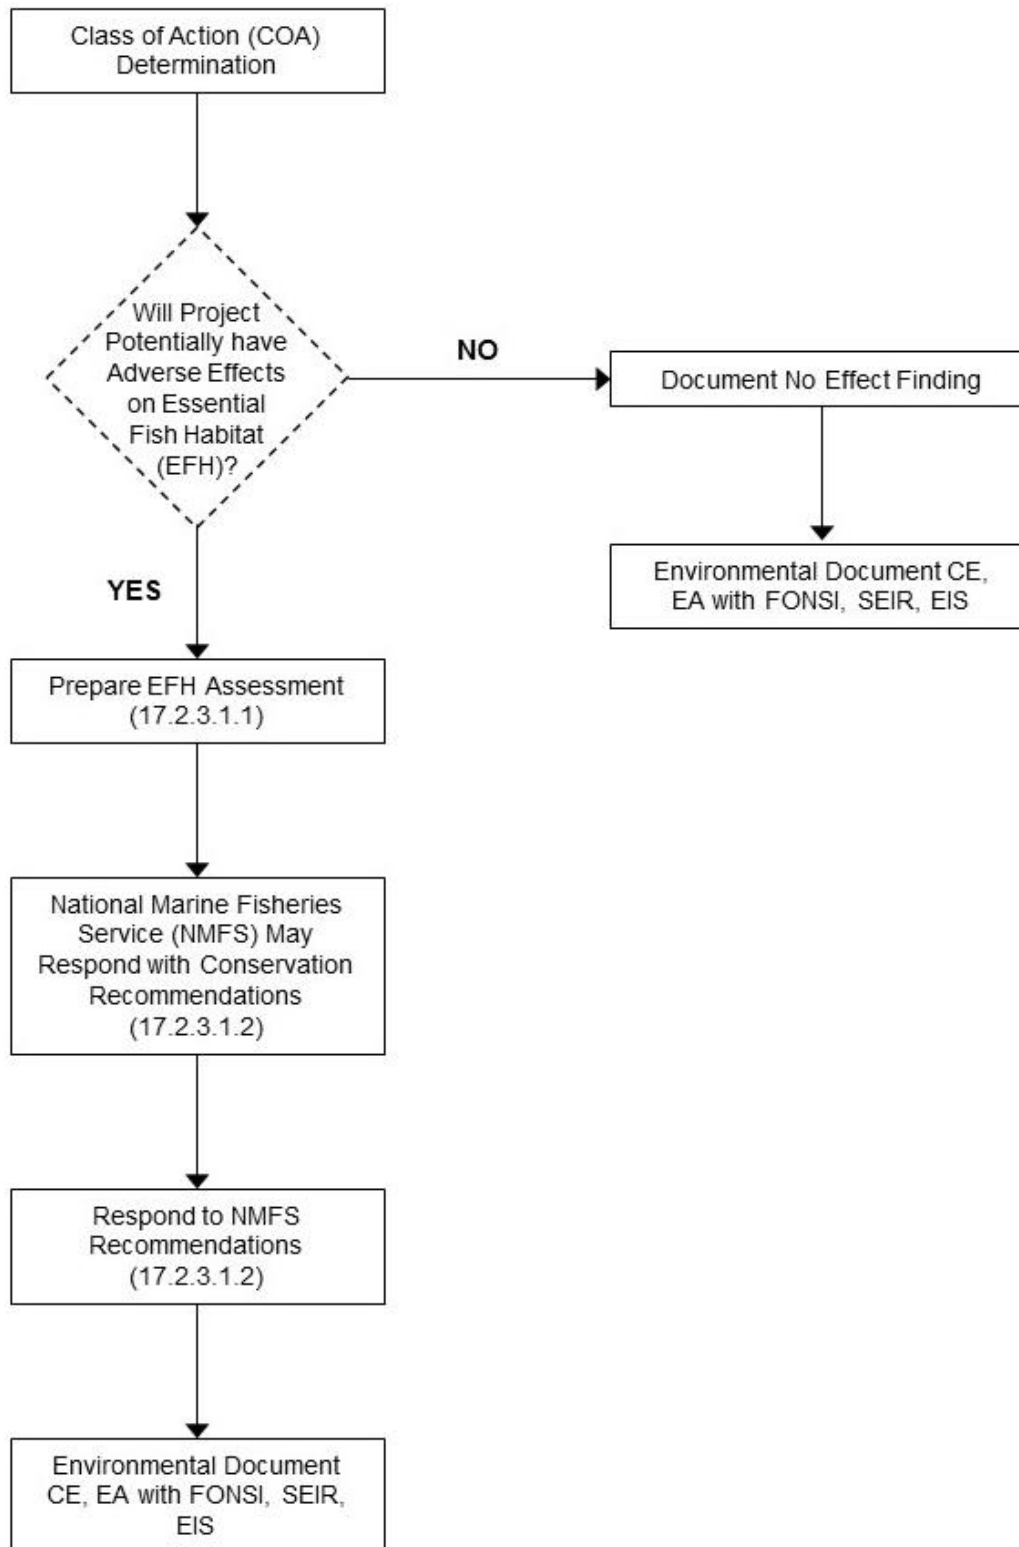 Class of Action (COA)
Determination
Will Project
Potentially have
Adverse Effects
on Essential
Fish Habitat
(EFH)?
NO
Document No Effect Finding
Environmental Document CE,
EA with FONSI, SEIR, EIS
YES
Prepare EFH Assessment
(17.2.3.1.1)
National Marine Fisheries
Service (NMFS) May
Respond with Conservation
Recommendations
(17.2.3.1.2)
Respond to NMFS
Recommendations
(17.2.3.1.2)
Environmental Document
CE, EA with FONSI, SEIR,
EIS